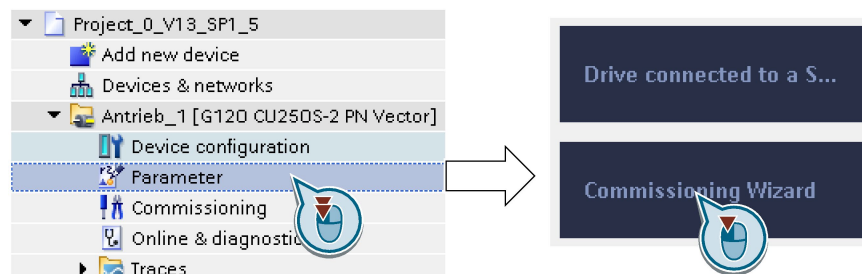 Project_0_V13_SP1_5
Add new device
Devices & networks
Antrieb_1 [G120 CU250S-2 PN Vector]
Device configuration
Parameter
Commissioning
Online & diagnostic
Traces
Drive connected to a S...
Commissioning Wizard